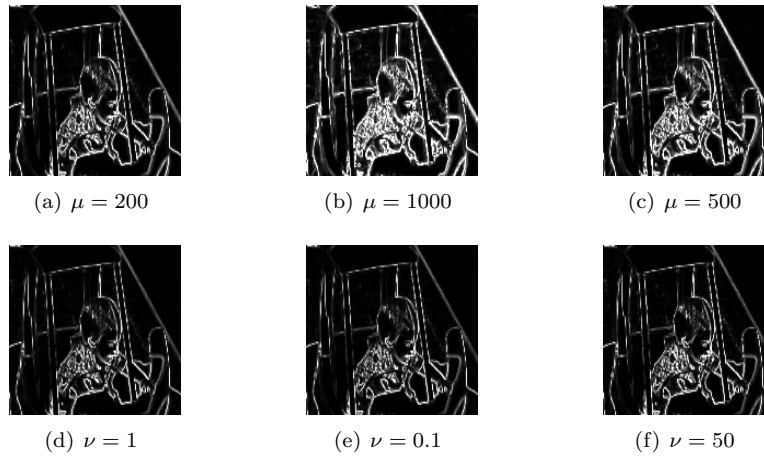 (a) μ = 200
(b) μ = 1000
(c) μ = 500
(d) ν = 1
(e) ν = 0.1
(f) ν = 50